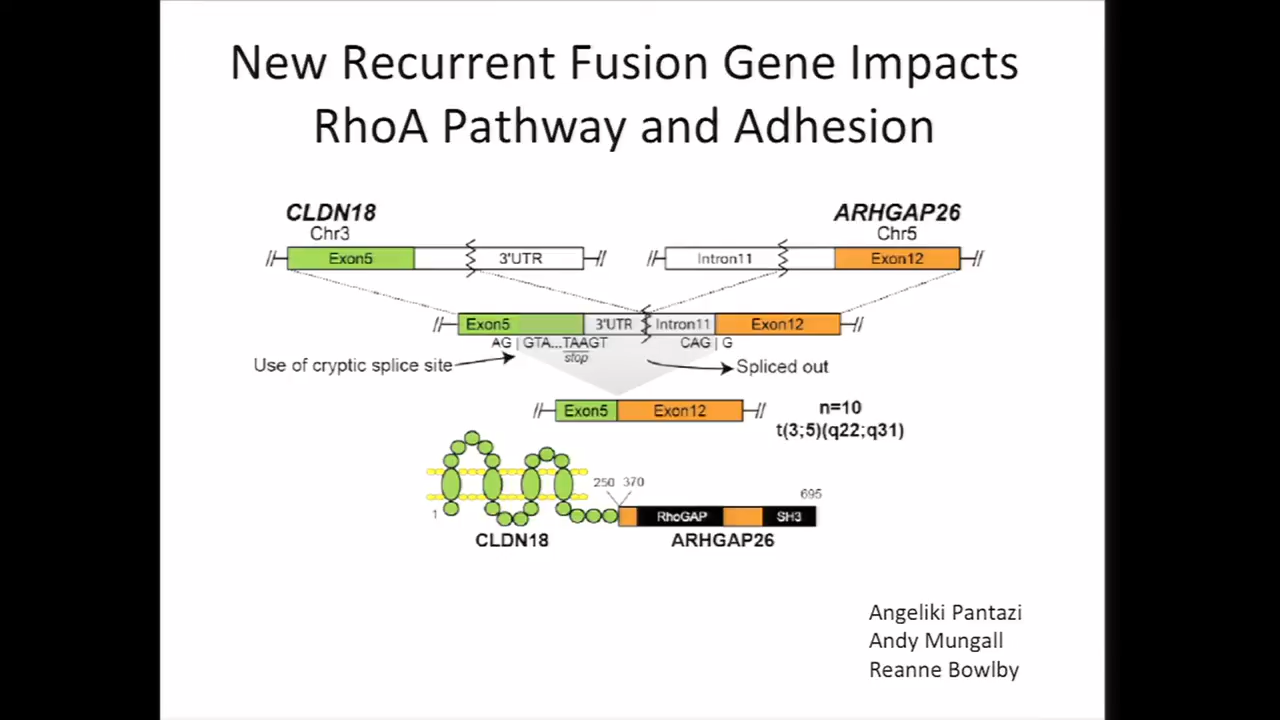 New Recurrent Fusion Gene Impacts
RhoA Pathway and Adhesion
CLDN18
Chr3
ARHGAP26
Chr5
// Exon5 3'UTR //
// Intron11 Exon12 //
// Exon5 3'UTR Intron11 Exon12 //
AG | GTA...TAAGT CAG | G
stop
Use of cryptic splice site
Spliced out
// Exon5 Exon12 //
n=10
t(3;5)(q22;q31)
250 370
695
1
RhoGAP SH3
CLDN18 ARHGAP26
Angeliki Pantazi
Andy Mungall
Reanne Bowlby